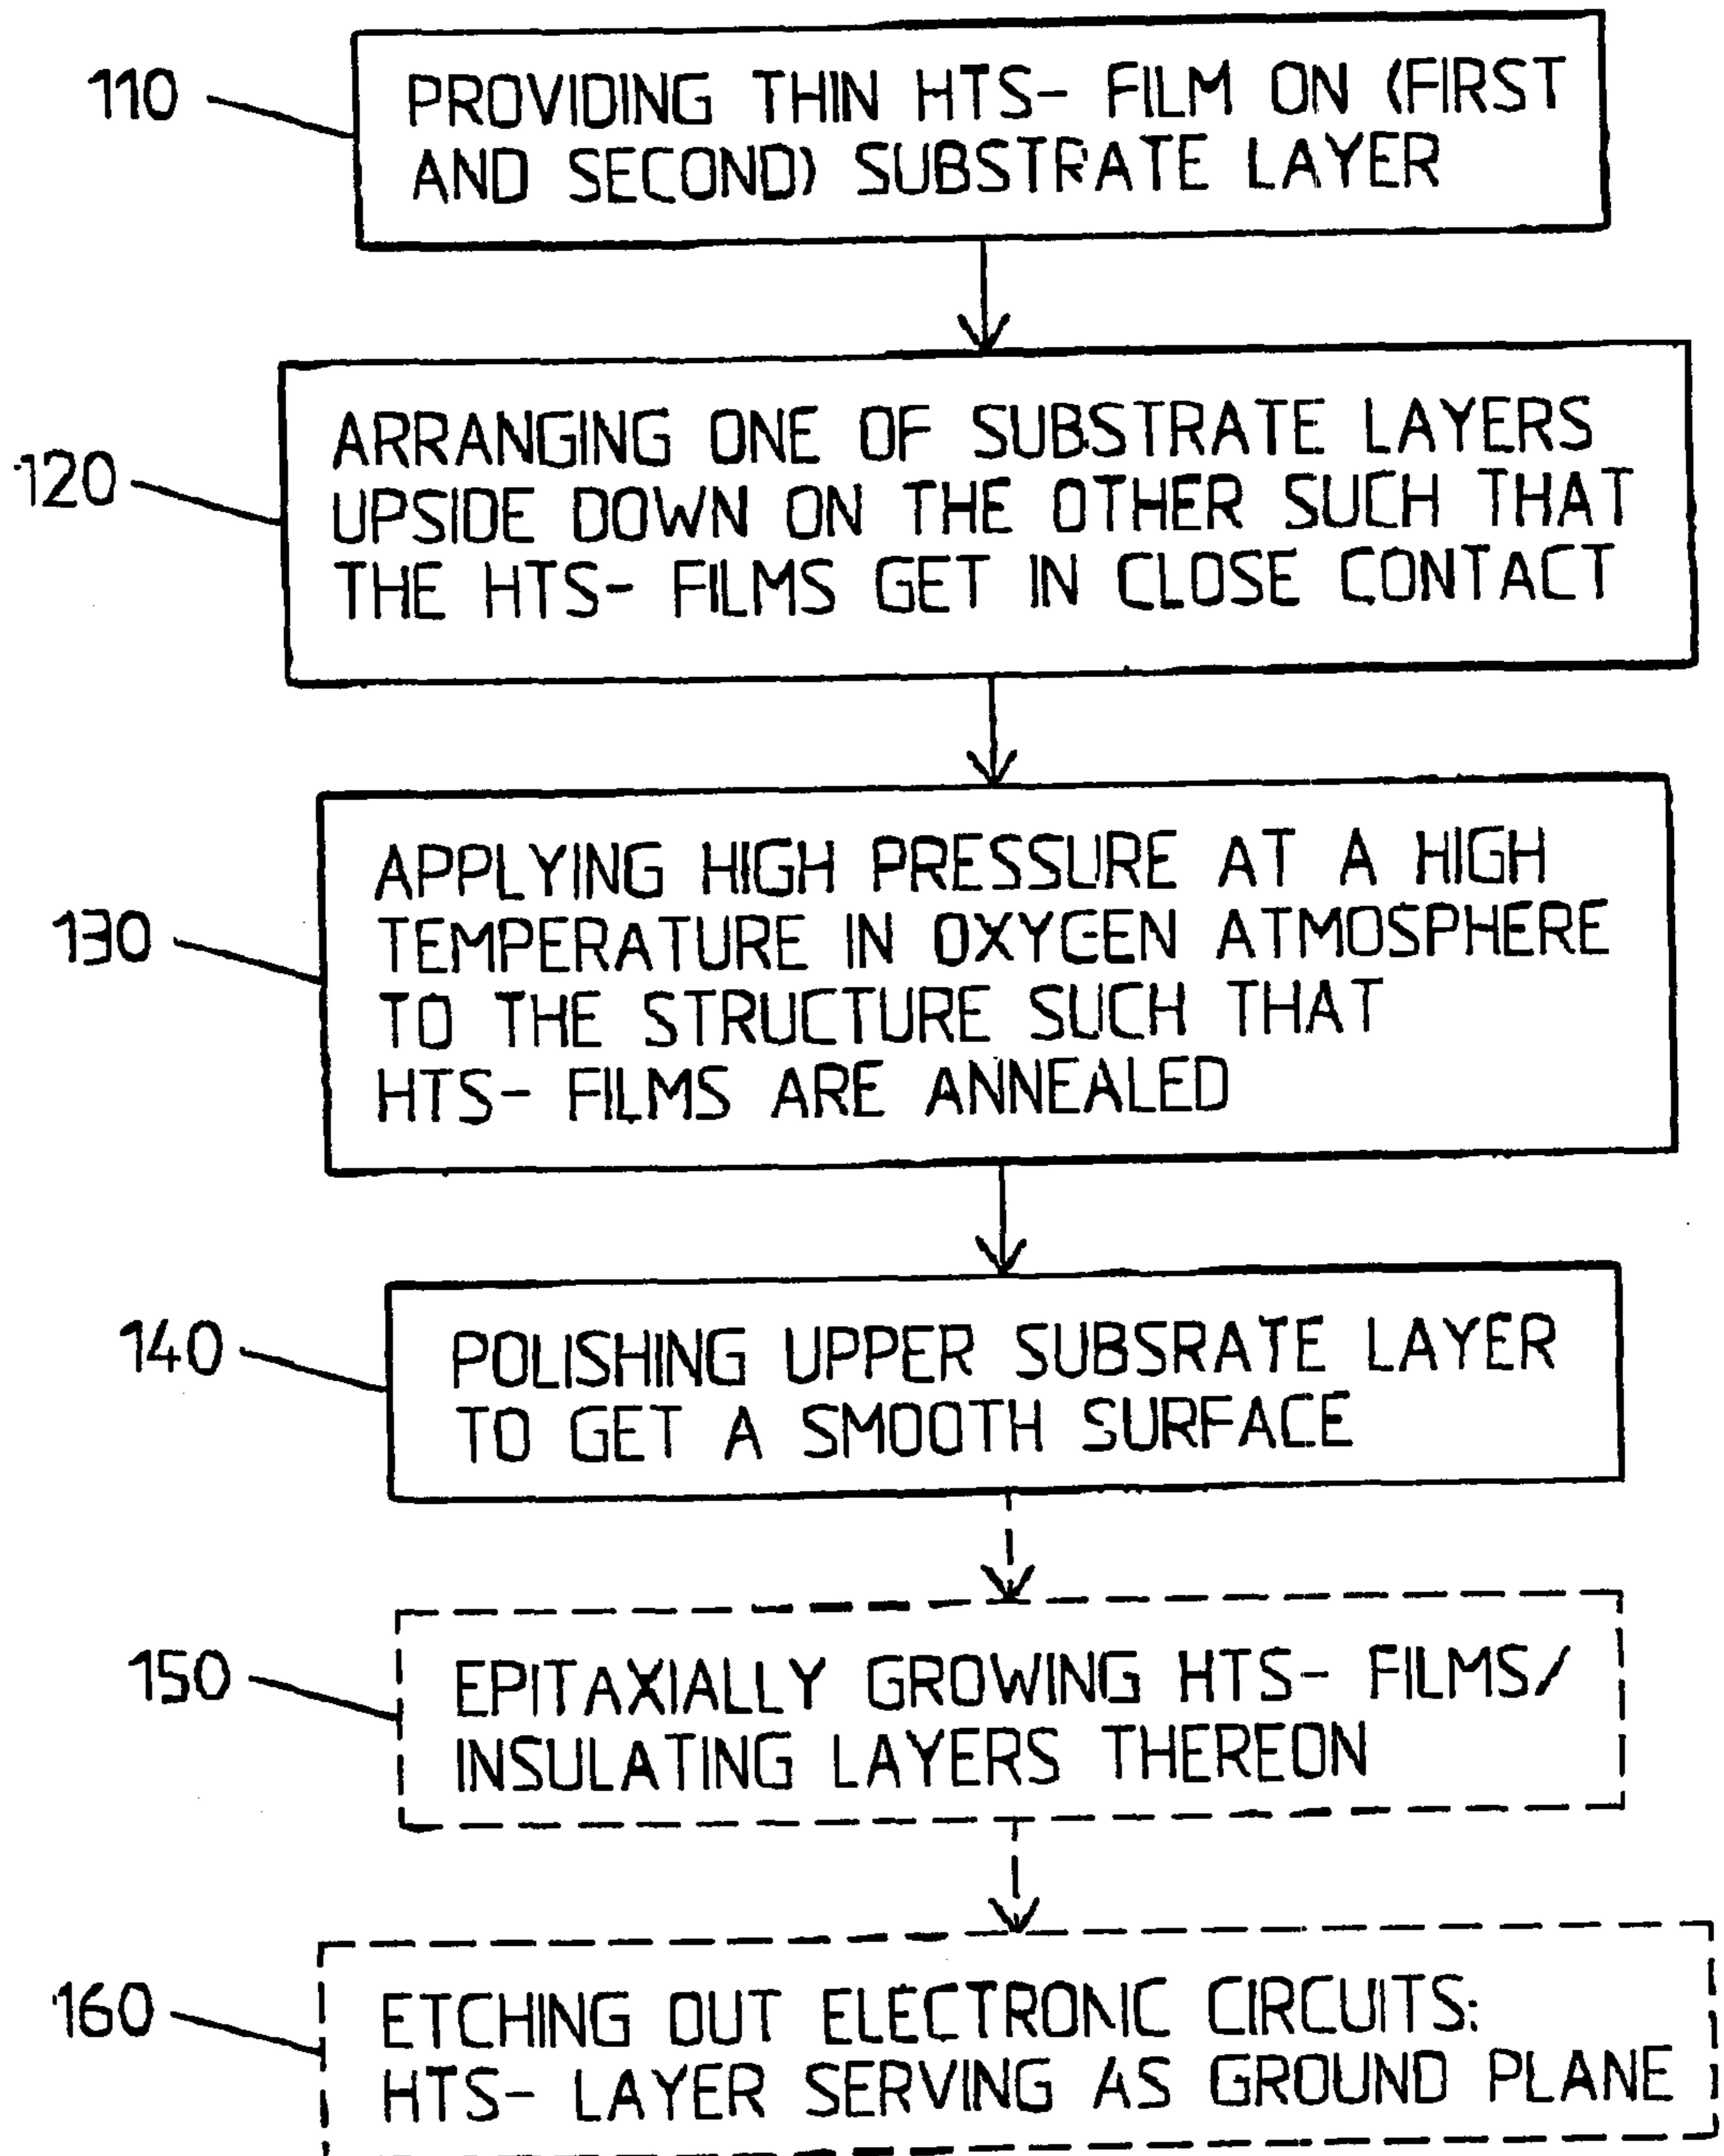 110
PROVIDING THIN HTS- FILM ON (FIRST
AND SECOND) SUBSTRATE LAYER
120
ARRANGING ONE OF SUBSTRATE LAYERS
UPSIDE DOWN ON THE OTHER SUCH THAT
THE HTS- FILMS GET IN CLOSE CONTACT
130
APPLYING HIGH PRESSURE AT A HIGH
TEMPERATURE IN OXYGEN ATMOSPHERE
TO THE STRUCTURE SUCH THAT
HTS- FILMS ARE ANNEALED
140
POLISHING UPPER SUBSRATE LAYER
TO GET A SMOOTH SURFACE
150
EPITAXIALLY GROWING HTS- FILMS/
INSULATING LAYERS THEREON
160
ETCHING OUT ELECTRONIC CIRCUITS:
HTS- LAYER SERVING AS GROUND PLANE